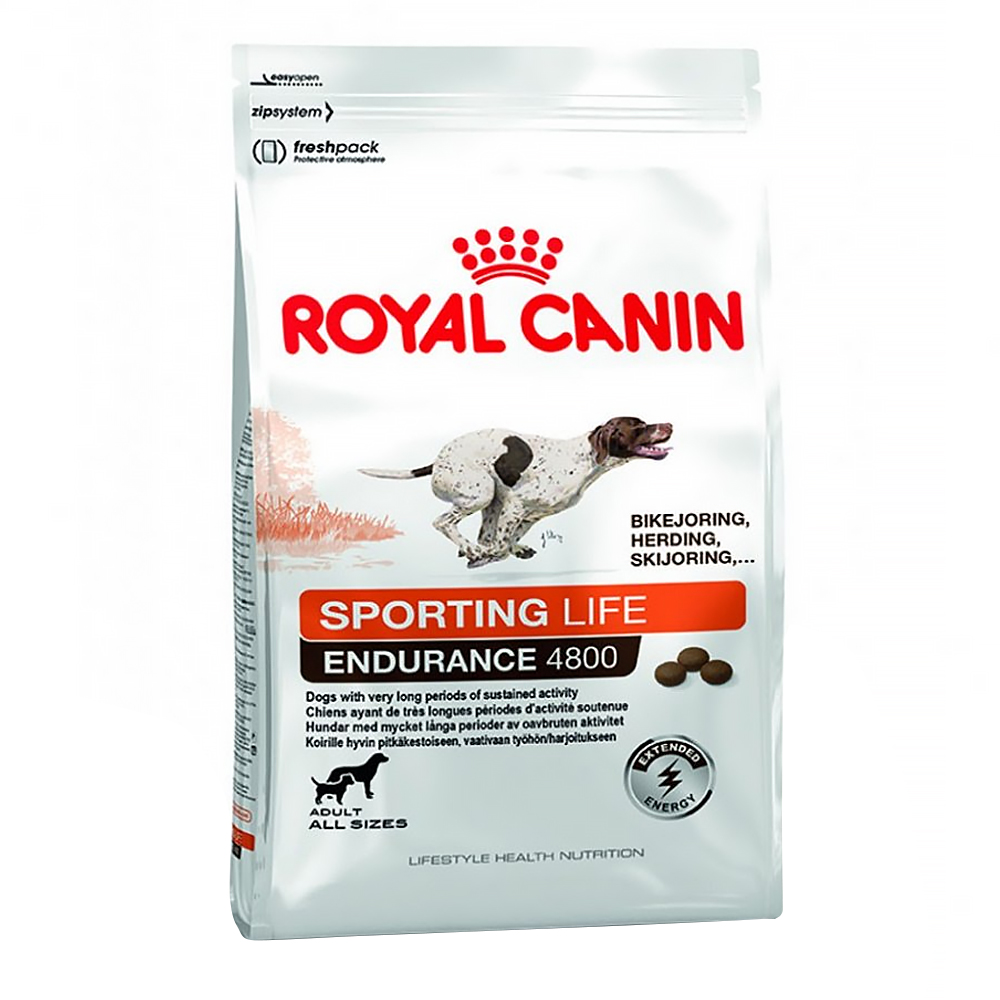 easyopen
zipsystem
freshpack
Protective atmosphere
ROYAL CANIN
BIKEJORING,
HERDING,
SKIJORING,...
SPORTING LIFE
ENDURANCE 4800
Dogs with very long periods of sustained activity
Chiens ayant de très longues périodes d'activité soutenue
Hundar med mycket långa perioder av oavbruten aktivitet
Koirille hyvin pitkäkestoiseen, vaativaan työhön/harjoitukseen
EXTENDED
ENERGY
ADULT
ALL SIZES
LIFESTYLE HEALTH NUTRITION